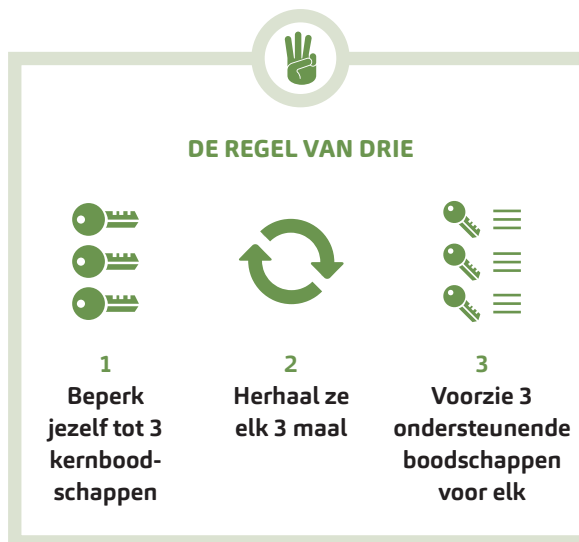 DE REGEL VAN DRIE
1
Beperk
jezelf tot 3
kernbood-
schappen
2
Herhaal ze
elk 3 maal
3
Voorzie 3
ondersteunende
boodschappen
voor elk